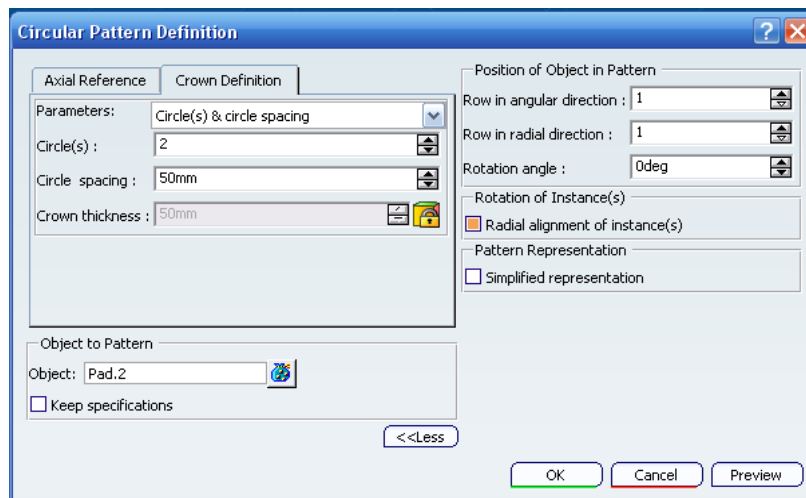 Circular Pattern Definition
Axial Reference
Crown Definition
Parameters: Circle(s) & circle spacing
Circle(s) : 2
Circle spacing : 50mm
Crown thickness : 50mm
Position of Object in Pattern
Row in angular direction : 1
Row in radial direction : 1
Rotation angle : 0deg
Rotation of Instance(s)
Radial alignment of instance(s)
Pattern Representation
Simplified representation
Object to Pattern
Object: Pad.2
Keep specifications
<<Less
OK Cancel Preview